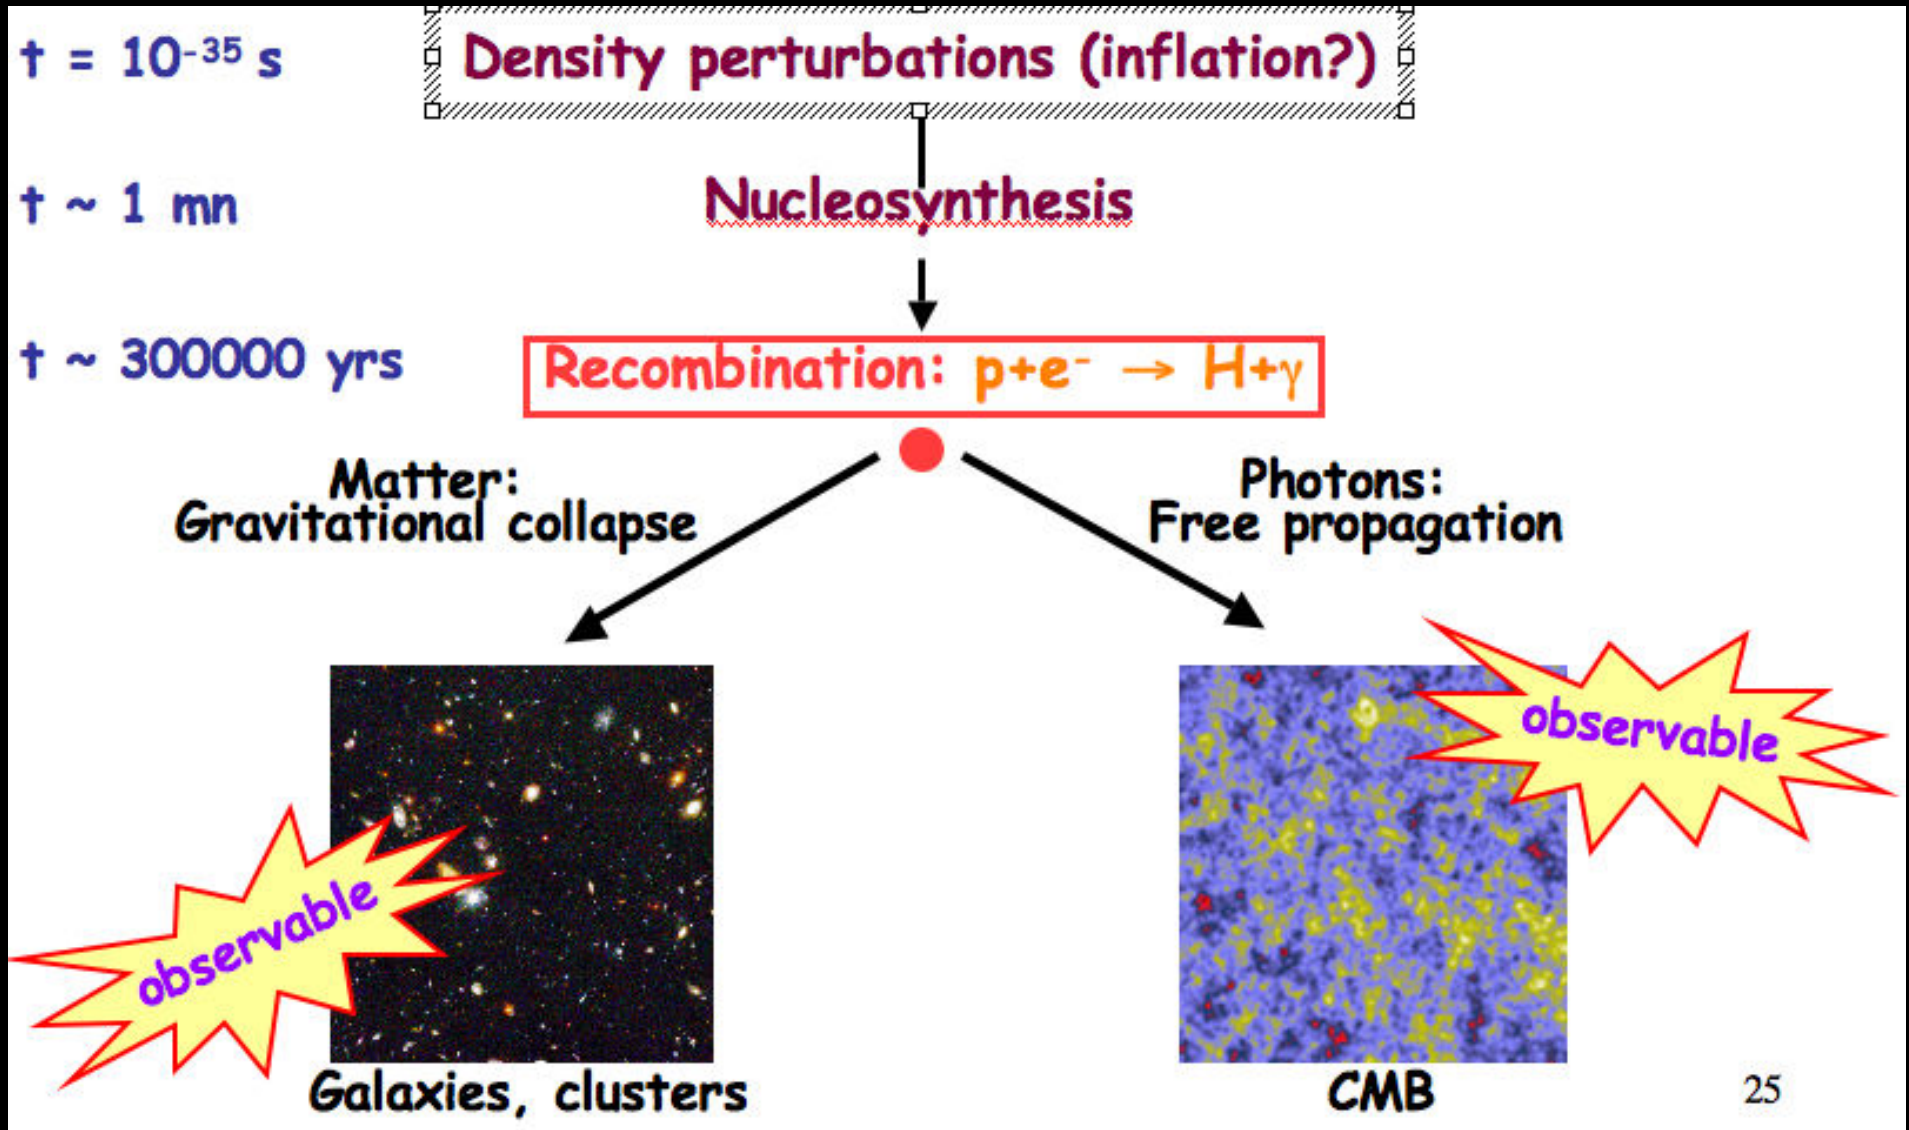 t = 10⁻³⁵ s
Density perturbations (inflation?)
t ~ 1 mn
Nucleosynthesis
t ~ 300000 yrs
Recombination: p+e⁻ → H+γ
Matter:
Gravitational collapse
Photons:
Free propagation
observable
observable
Galaxies, clusters
CMB
25